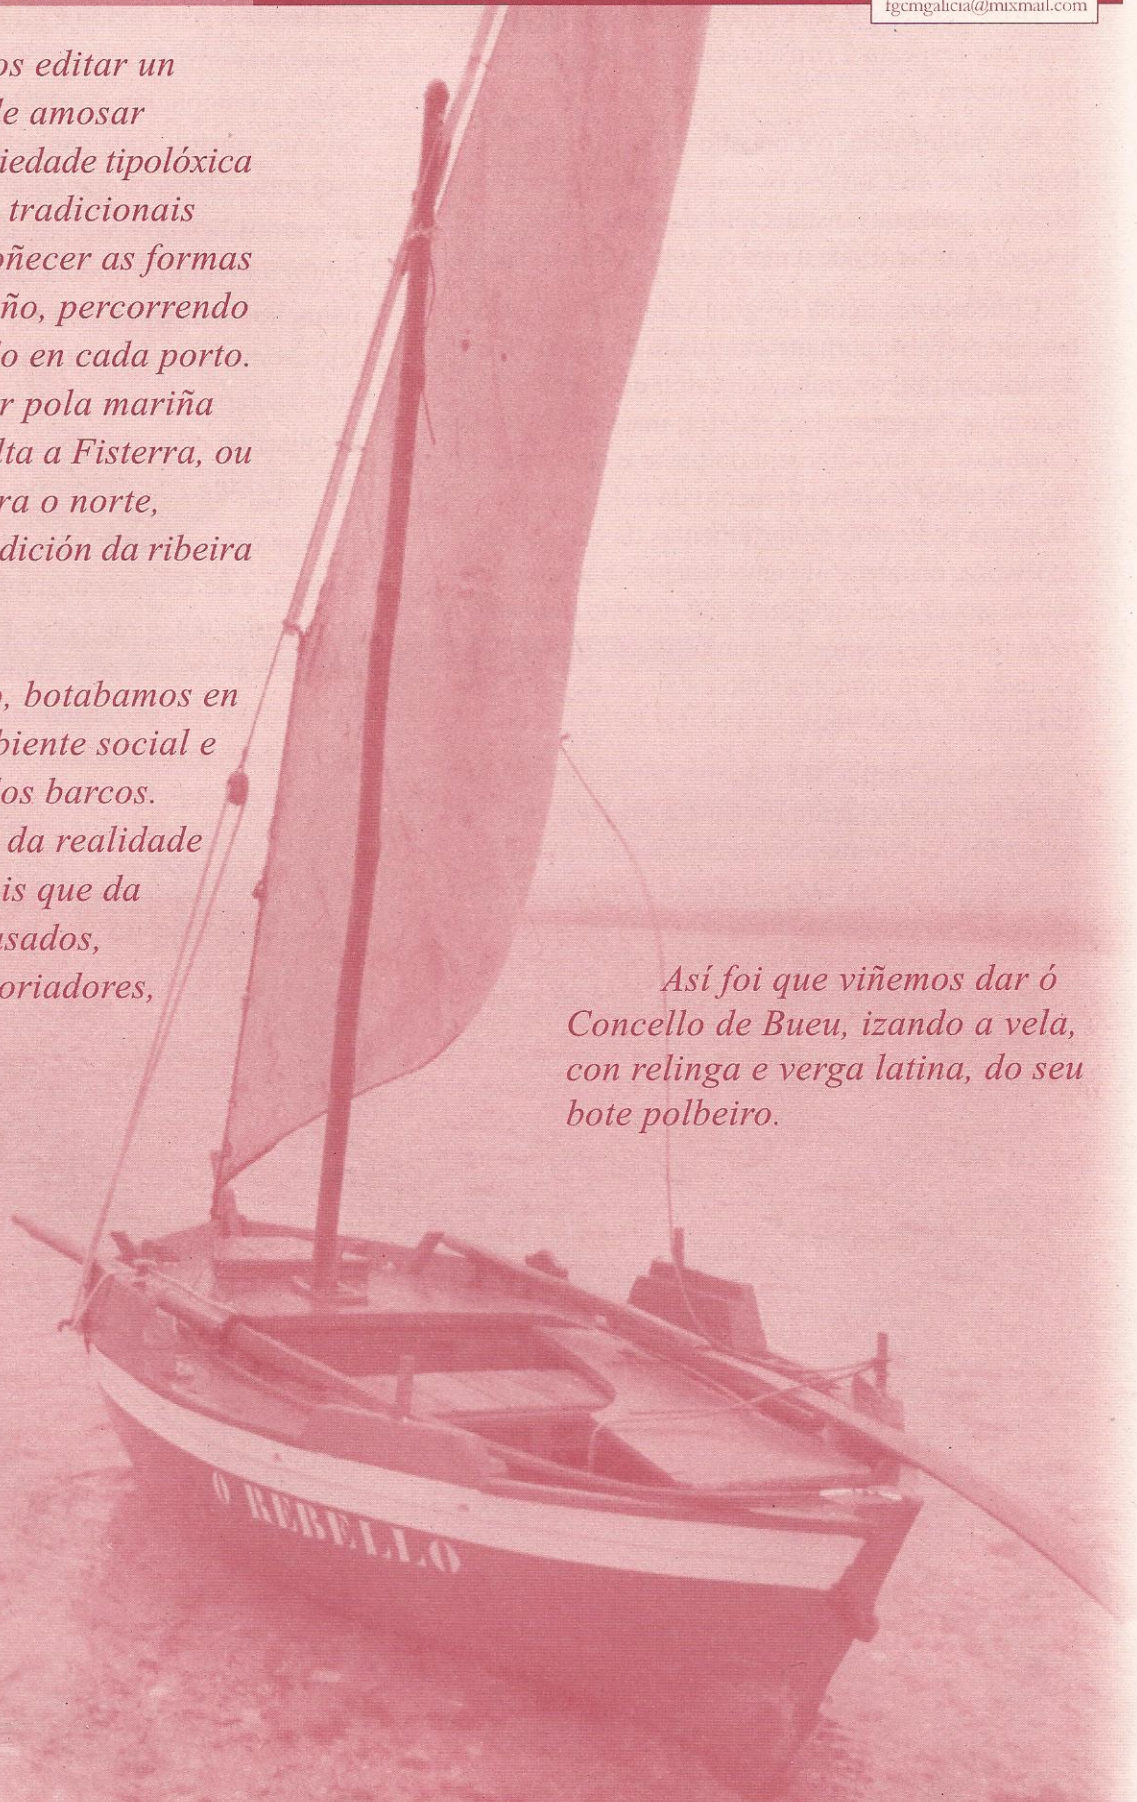 fgcmgalicia@mixmail.com
os editar un
le amosar
iedade tipolóxica
tradicionais
oñecer as formas
ño, percorrendo
o en cada porto.
r pola mariña
lta a Fisterra, ou
ra o norte,
dición da ribeira
o, botabamos en
biente social e
los barcos.
da realidade
is que da
asados,
oriadores,
Así foi que viñemos dar ó
Concello de Bueu, izando a vela,
con relinga e verga latina, do seu
bote polbeiro.
O REBELLO